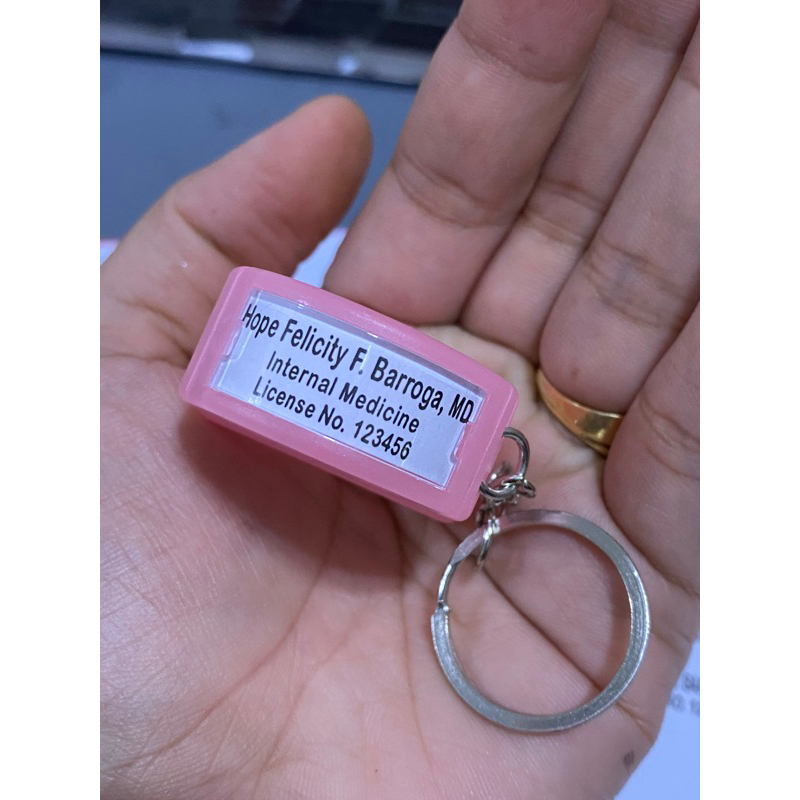 Hope Felicity F. Barroga, MD
Internal Medicine
License No. 123456